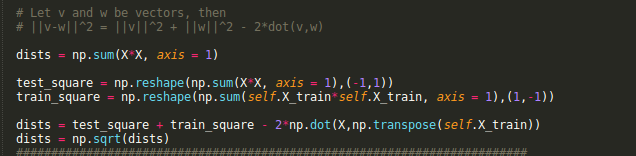 # Let v and w be vectors, then
# ||v-w||^2 = ||v||^2 + ||w||^2 - 2*dot(v,w)
dists = np.sum(X*X, axis = 1)
test_square = np.reshape(np.sum(X*X, axis = 1),(-1,1))
train_square = np.reshape(np.sum(self.X_train*self.X_train, axis = 1),(1,-1))
dists = test_square + train_square - 2*np.dot(X,np.transpose(self.X_train))
dists = np.sqrt(dists)
#########################################################################